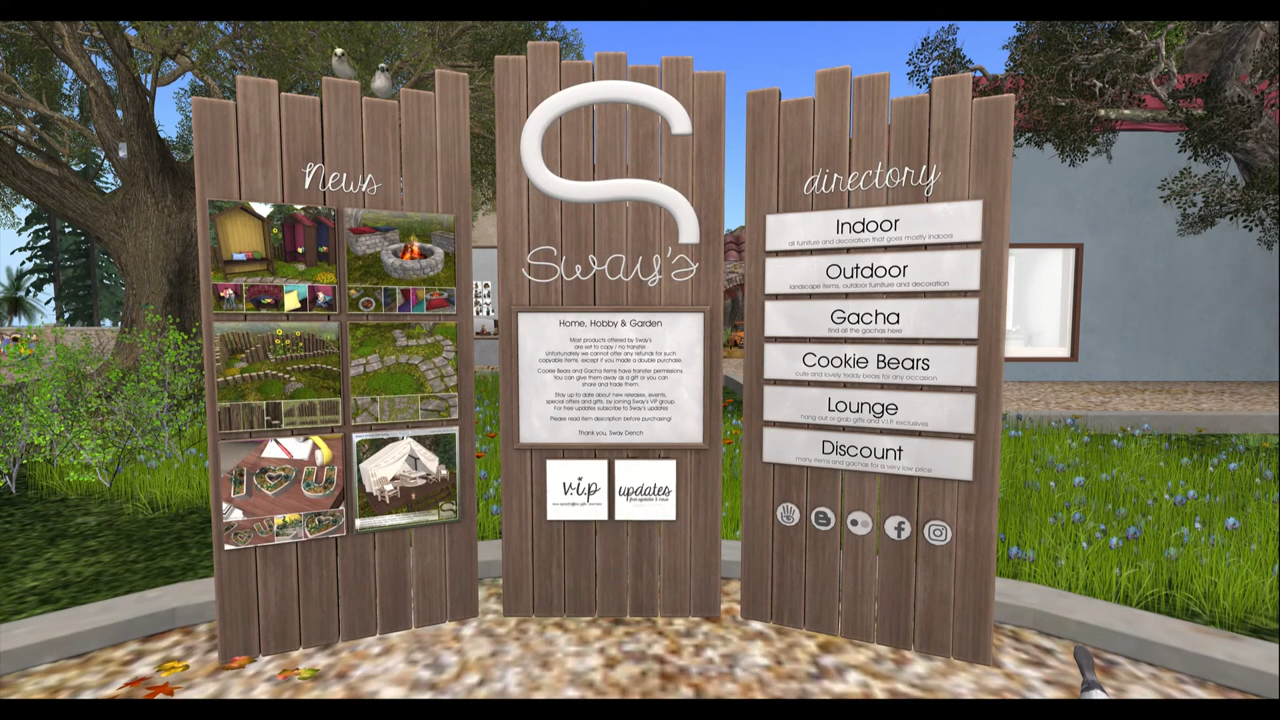 News
S
Sway's
Home, Hobby & Garden
Most products offered by Sway's
are set to copy / no transfer.
Unfortunately we cannot offer any refunds for such
copyable items, except if you made a double purchase.
Cookie Bears and Gacha items have transfer permissions.
You can give them away as a gift or you can
share and trade them.
Stay up to date about new releases, events,
special offers and gifts, by joining Sway's VIP group.
For free updates subscribe to Sway's updates
Please read item description before purchasing!
Thank you, Sway Dench
v.i.p
updates
free updates & news
directory
Indoor
all furniture and decoration that goes mostly indoors
Outdoor
landscape items, outdoor furniture and decoration
Gacha
find all the gachas here
Cookie Bears
cute and lovely teddy bears for any occasion
Lounge
hang out or grab gifts and V.I.P. exclusives
Discount
many items and gachas for a very low price
I U